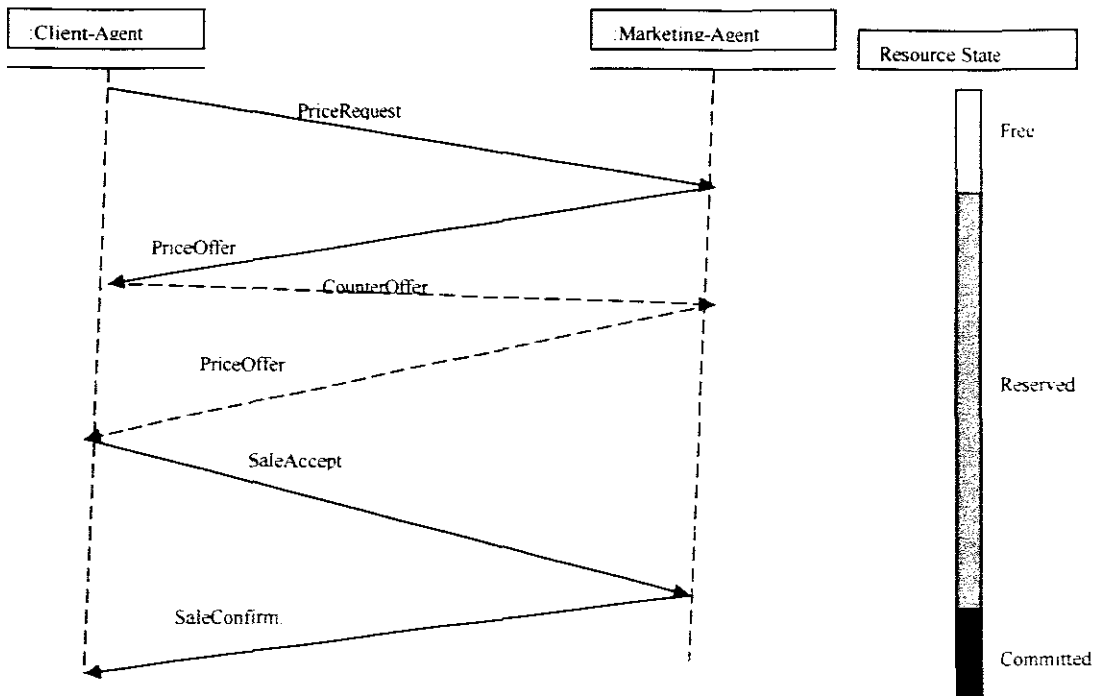 :Client-Agent
:Marketing-Agent
Resource State
PriceRequest
Free
PriceOffer
CounterOffer
PriceOffer
Reserved
SaleAccept
SaleConfirm
Committed